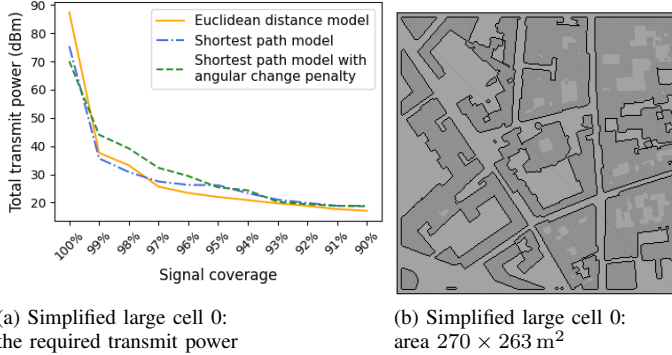 90
80
70
60
50
40
30
20
Total transmit power (dBm)
Euclidean distance model
Shortest path model
Shortest path model with
angular change penalty
100%
99%
98%
97%
96%
95%
94%
93%
92%
91%
90%
Signal coverage
a) Simplified large cell 0:
the required transmit power
(b) Simplified large cell 0:
area 270 × 263 m²